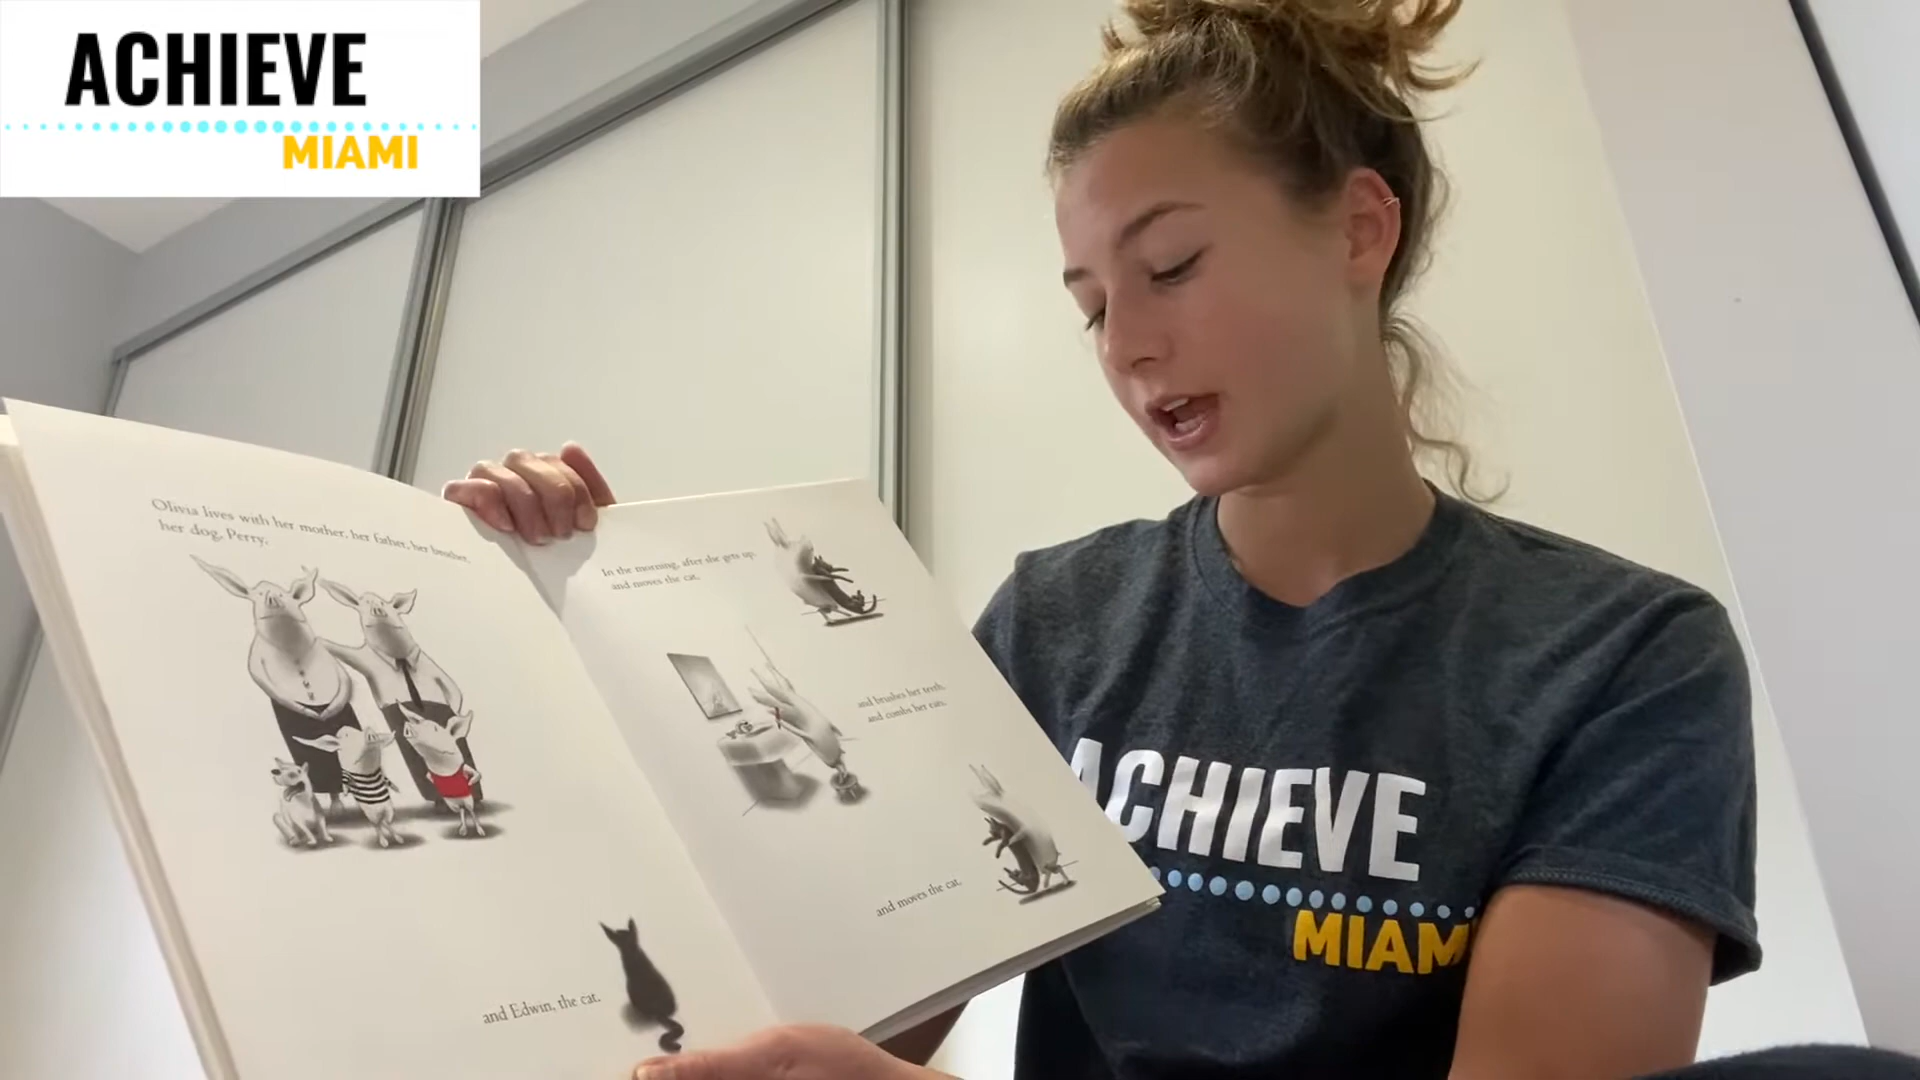 ACHIEVE
MIAMI
Olivia lives with her mother, her father, her brother,
her dog, Perry,
and Edwin, the cat.
In the morning, after she gets up,
and moves the cat,
and brushes her teeth,
and combs her ears,
and moves the cat,
ACHIEVE
MIAMI